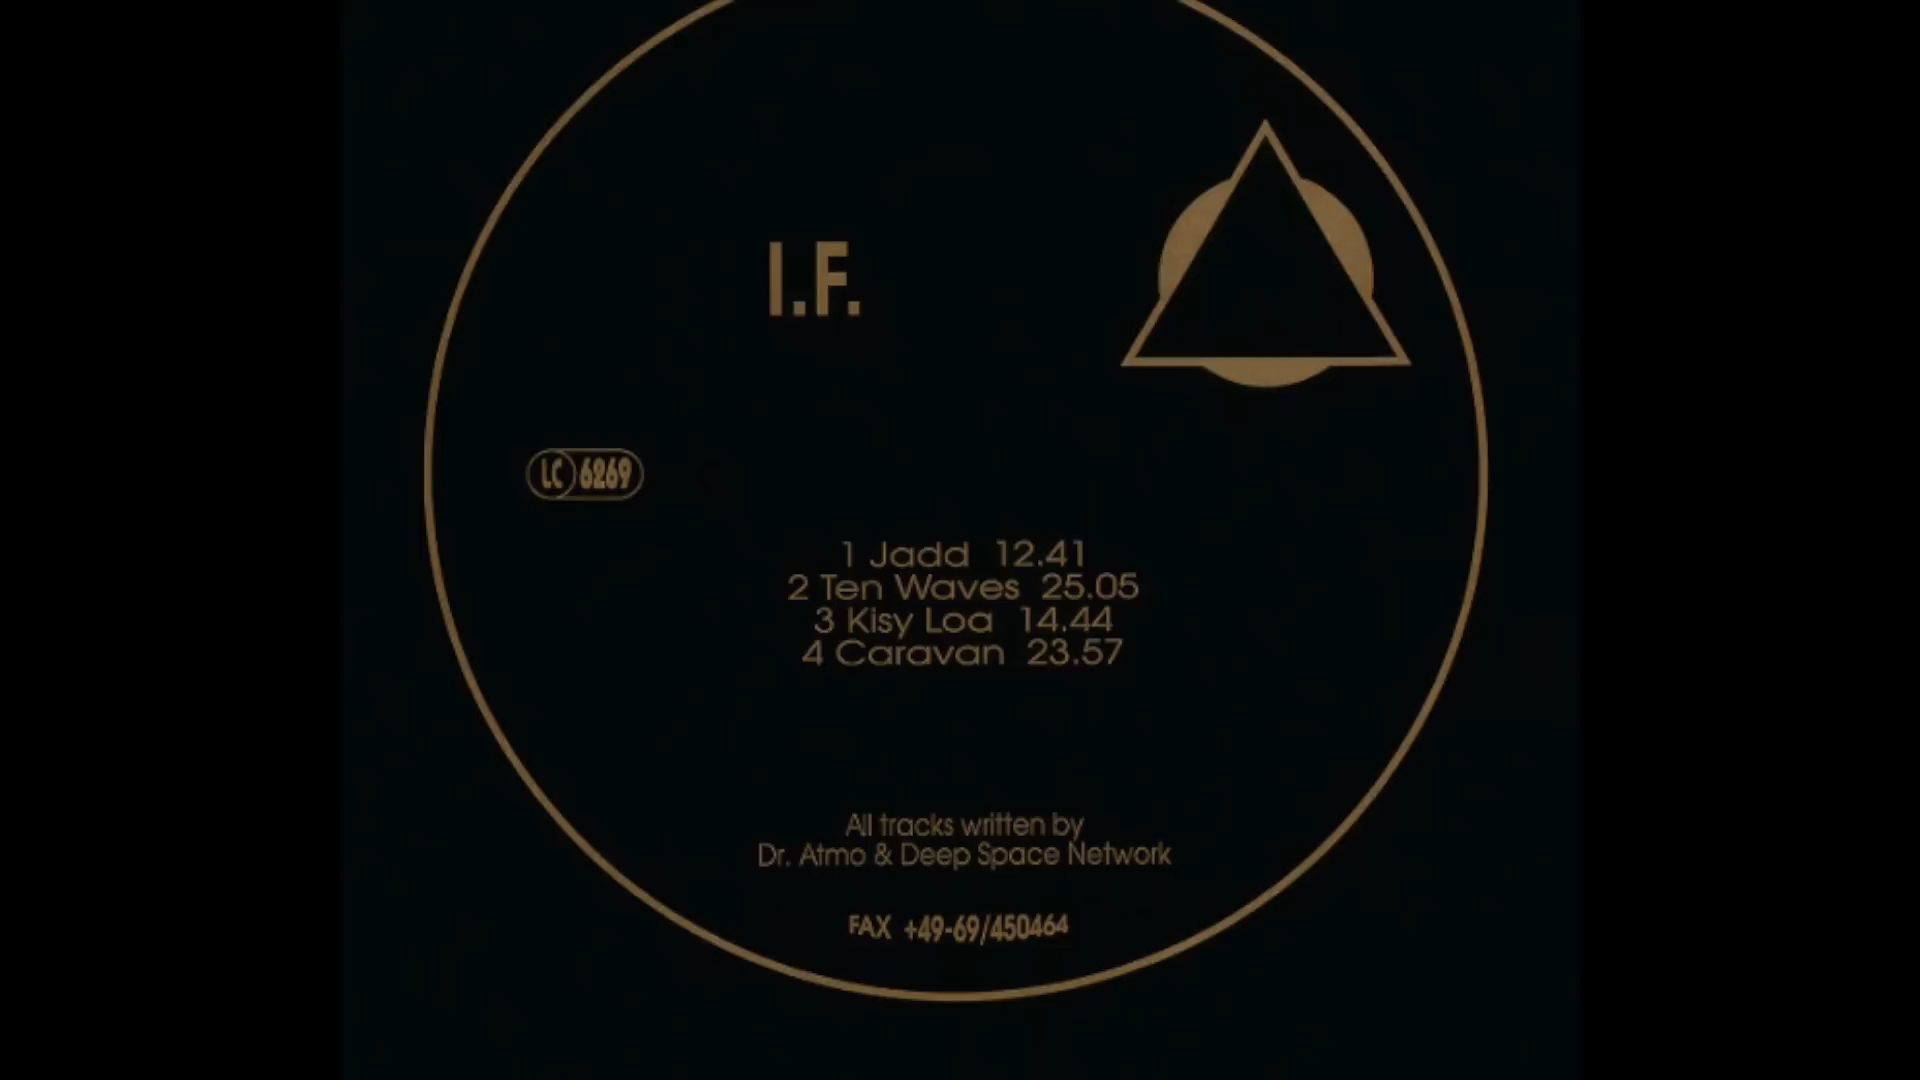 I.F.
LC 6269
1 Jadd 12.41
2 Ten Waves 25.05
3 Kisy Loa 14.44
4 Caravan 23.57
All tracks written by
Dr. Atmo & Deep Space Network
FAX +49-69/450464